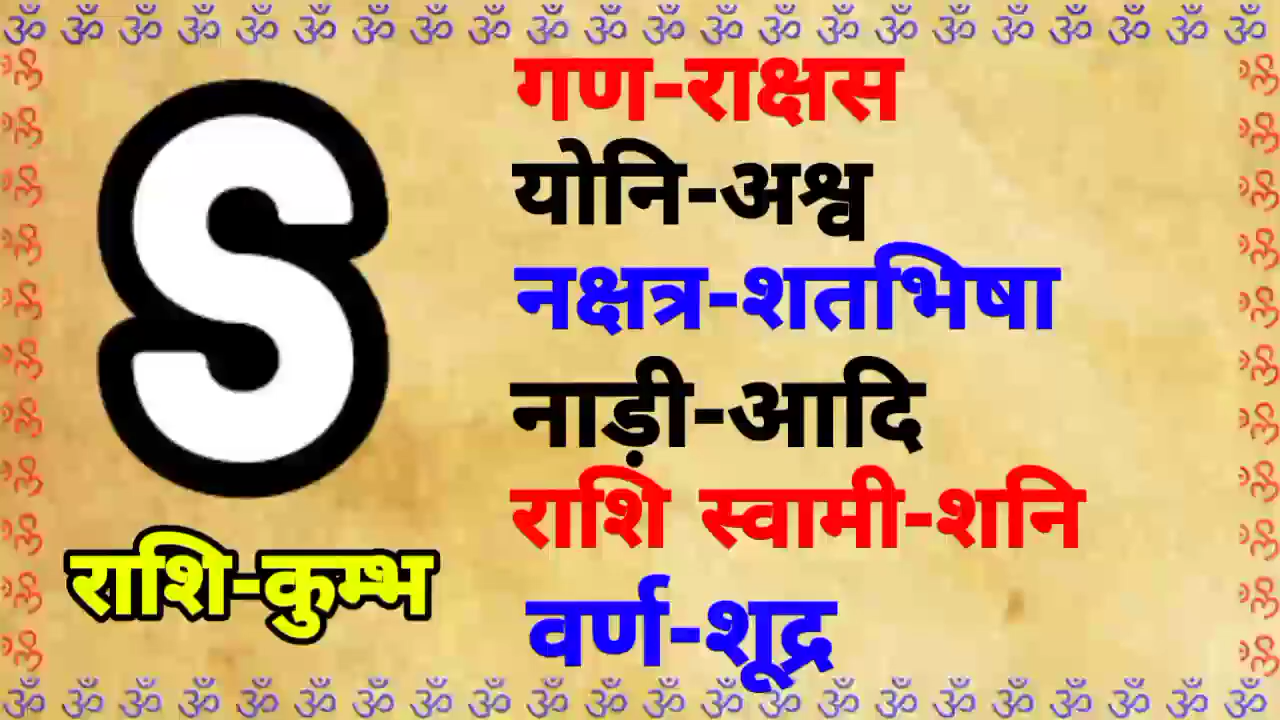 ॐ ॐ ॐ ॐ ॐ ॐ ॐ ॐ ॐ ॐ ॐ ॐ ॐ ॐ ॐ ॐ ॐ ॐ ॐ ॐ ॐ ॐ
S
राशि-कुम्भ
गण-राक्षस
योनि-अश्व
नक्षत्र-शतभिषा
नाड़ी-आदि
राशि स्वामी-शनि
वर्ण-शूद्र
ॐ ॐ ॐ ॐ ॐ ॐ ॐ ॐ ॐ ॐ ॐ ॐ ॐ ॐ ॐ ॐ ॐ ॐ ॐ ॐ ॐ ॐ